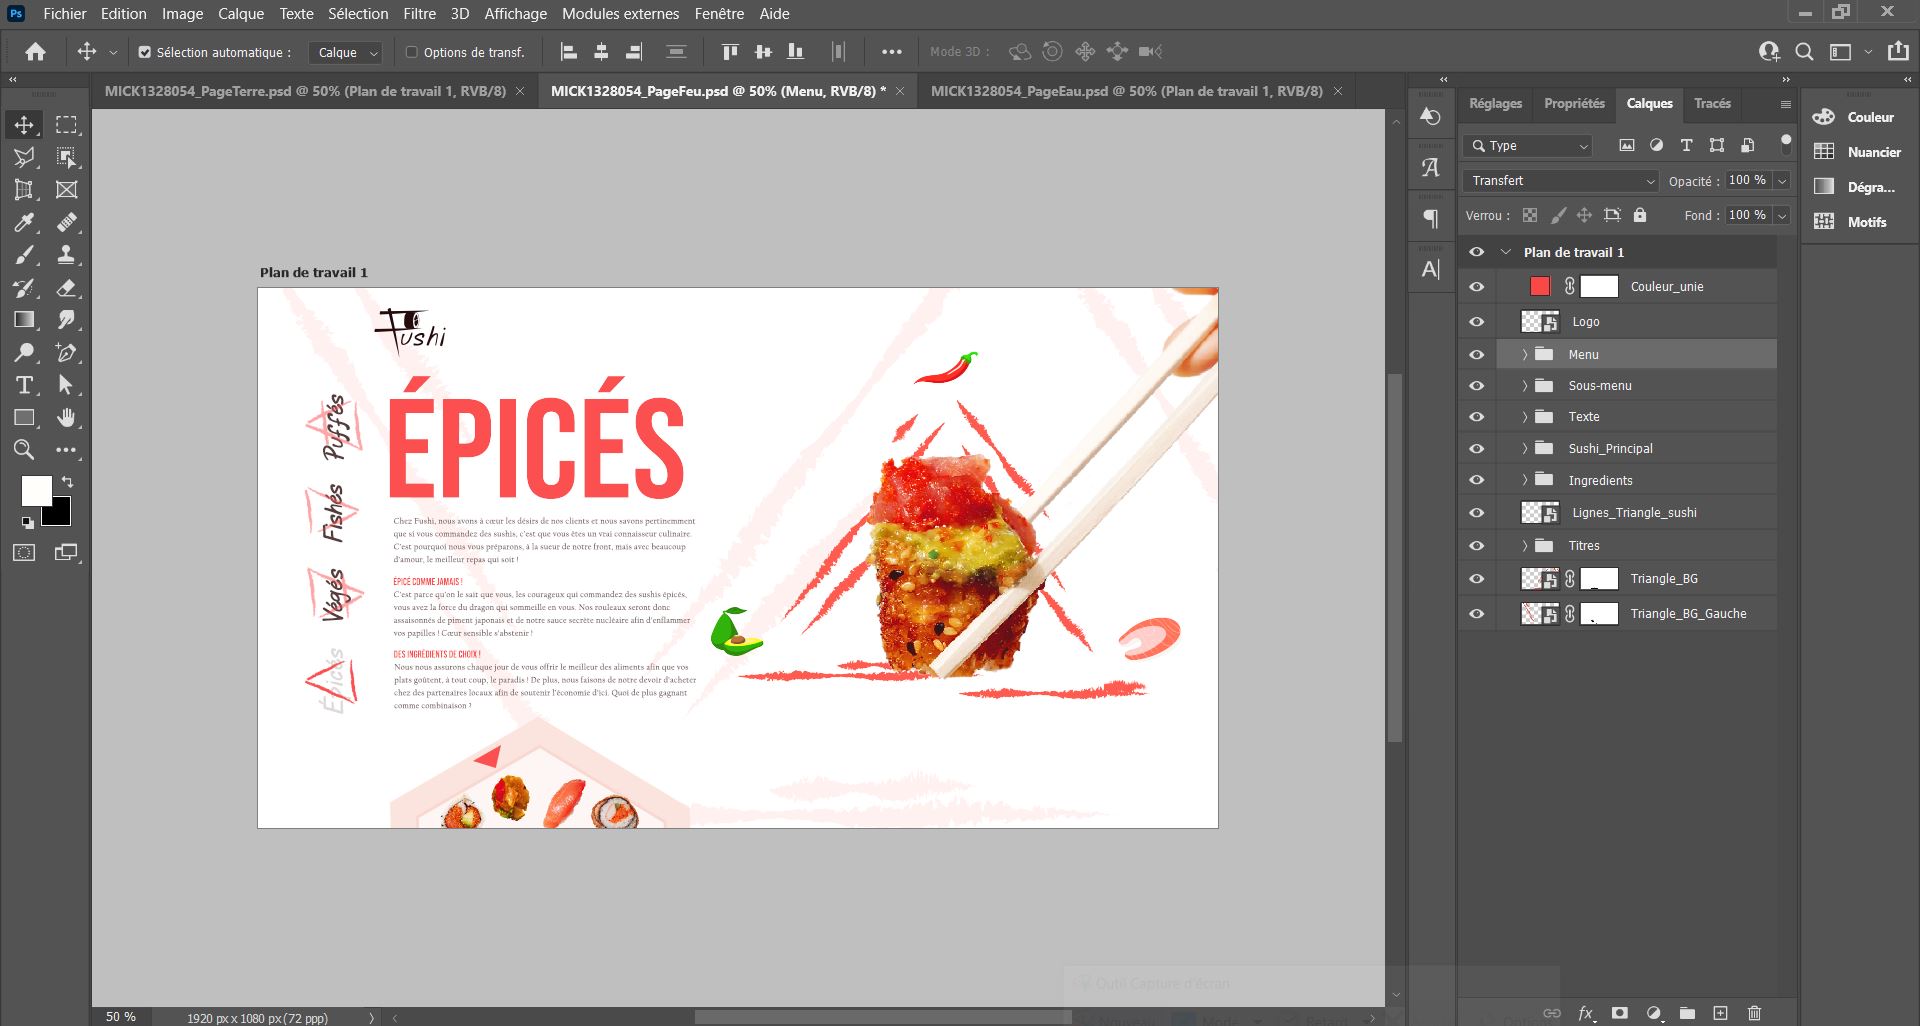 Ps Fichier Edition Image Calque Texte Sélection Filtre 3D Affichage Modules externes Fenêtre Aide
Sélection automatique : Calque Options de transf. Mode 3D :
MICK1328054_PageTerre.psd @ 50% (Plan de travail 1, RVB/8) MICK1328054_PageFeu.psd @ 50% (Menu, RVB/8) * MICK1328054_PageEau.psd @ 50% (Plan de travail 1, RVB/8)
Plan de travail 1
Fushi
ÉPICÉS
Puffés
Fishés
Végés
Épicés
Chez Fushi, nous avons à cœur les désirs de nos clients et nous savons pertinemment
que si vous commandez des sushis, c'est que vous êtes un vrai connaisseur culinaire.
C'est pourquoi nous vous préparons, à la sueur de notre front, mais avec beaucoup
d'amour, le meilleur repas qui soit !
ÉPICÉ COMME JAMAIS !
C'est parce qu'on le sait que vous, les courageux qui commandez des sushis épicés,
vous avez la force du dragon qui sommeille en vous. Nos rouleaux seront donc
assaisonnés de piment japonais et de notre sauce secrète nucléaire afin d'enflammer
vos papilles ! Cœur sensible s'abstenir !
DES INGRÉDIENTS DE CHOIX !
Nous nous assurons chaque jour de vous offrir le meilleur des aliments afin que vos
plats goûtent, à tout coup, le paradis ! De plus, nous faisons de notre devoir d'acheter
chez des partenaires locaux afin de soutenir l'économie d'ici. Quoi de plus gagnant
comme combinaison ?
Réglages Propriétés Calques Tracés
Type
Transfert Opacité : 100 %
Verrou : Fond : 100 %
Plan de travail 1
Couleur_unie
Logo
Menu
Sous-menu
Texte
Sushi_Principal
Ingredients
Lignes_Triangle_sushi
Titres
Triangle_BG
Triangle_BG_Gauche
Couleur
Nuancier
Dégra...
Motifs
Outil Capture d'écran
Nouveau Mode Retard Options
50 % 1920 px x 1080 px (72 ppp)
fx